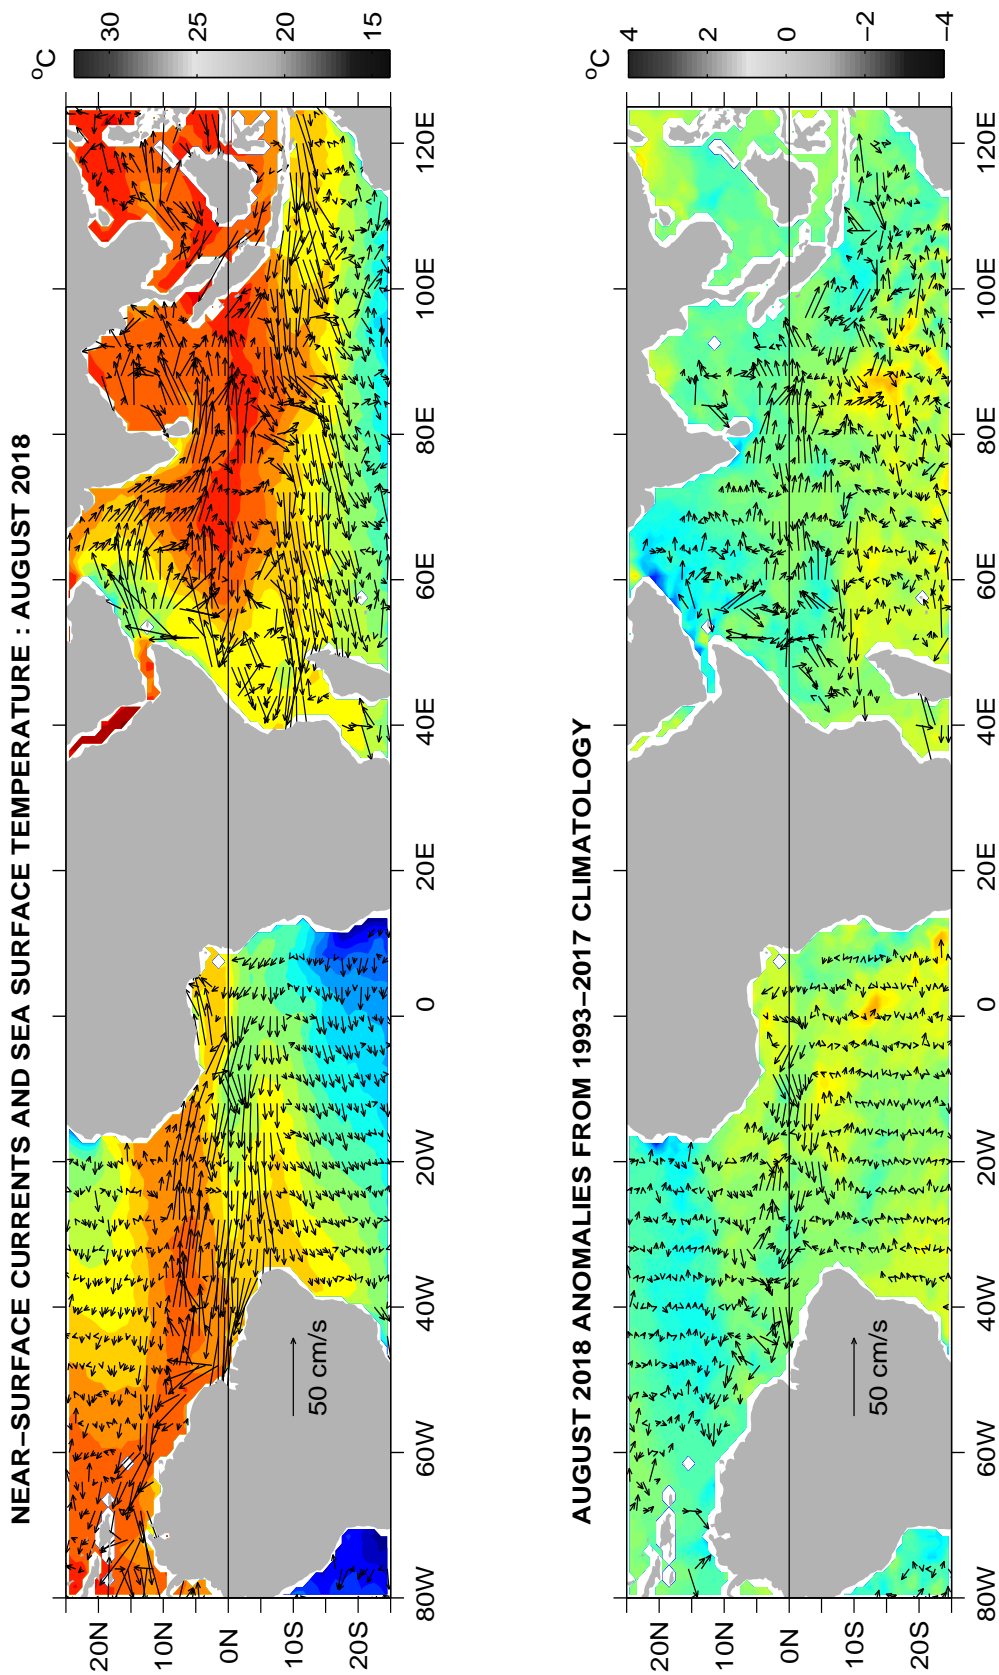 NEAR–SURFACE CURRENTS AND SEA SURFACE TEMPERATURE : AUGUST 2018
20N
10N
0N
10S
20S
80W 60W 40W 20W 0 20E 40E 60E 80E 100E 120E
50 cm/s
°C
30
25
20
15
AUGUST 2018 ANOMALIES FROM 1993–2017 CLIMATOLOGY
20N
10N
0N
10S
20S
80W 60W 40W 20W 0 20E 40E 60E 80E 100E 120E
50 cm/s
°C
4
2
0
−2
−4